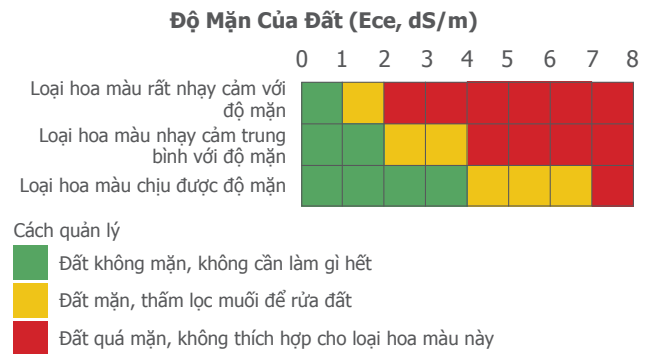 Độ Mặn Của Đất (Ece, dS/m)
0 1 2 3 4 5 6 7 8
Loại hoa màu rất nhạy cảm với
độ mặn
Loại hoa màu nhạy cảm trung
bình với độ mặn
Loại hoa màu chịu được độ mặn
Cách quản lý
Đất không mặn, không cần làm gì hết
Đất mặn, thấm lọc muối để rửa đất
Đất quá mặn, không thích hợp cho loại hoa màu này